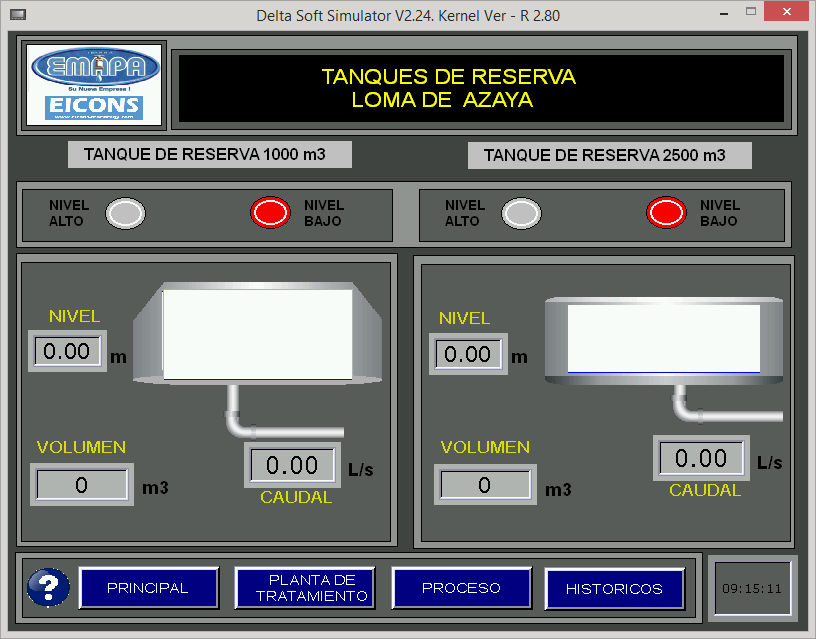 Delta Soft Simulator V2.24. Kernel Ver - R 2.80
EMAPA
Su Nueva Empresa !
EICONS
TANQUES DE RESERVA
LOMA DE AZAYA
TANQUE DE RESERVA 1000 m3
TANQUE DE RESERVA 2500 m3
NIVEL
ALTO
NIVEL
BAJO
NIVEL
ALTO
NIVEL
BAJO
NIVEL
0.00 m
VOLUMEN
0 m3
0.00 L/s
CAUDAL
NIVEL
0.00 m
VOLUMEN
0 m3
0.00 L/s
CAUDAL
?
PRINCIPAL
PLANTA DE
TRATAMIENTO
PROCESO
HISTORICOS
09:15:11